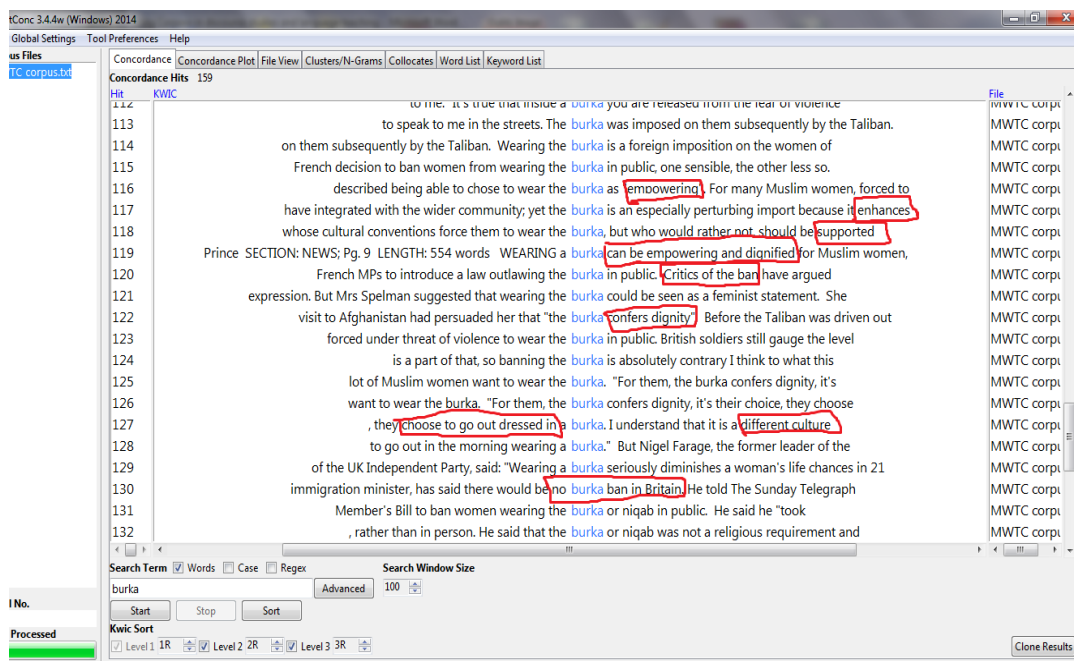 tConc 3.4.4w (Windows) 2014
Global Settings Tool Preferences Help
us Files
TC corpus.txt
Concordance Concordance Plot File View Clusters/N-Grams Collocates Word List Keyword List
Concordance Hits 159
Hit KWIC File
112 to me. It's true that inside a burka you are released from the fear of violence MWTC corpu
113 to speak to me in the streets. The burka was imposed on them subsequently by the Taliban. MWTC corpu
114 on them subsequently by the Taliban. Wearing the burka is a foreign imposition on the women of MWTC corpu
115 French decision to ban women from wearing the burka in public, one sensible, the other less so. MWTC corpu
116 described being able to chose to wear the burka as "empowering". For many Muslim women, forced to MWTC corpu
117 have integrated with the wider community; yet the burka is an especially perturbing import because it enhances MWTC corpu
118 whose cultural conventions force them to wear the burka, but who would rather not, should be supported MWTC corpu
119 Prince SECTION: NEWS; Pg. 9 LENGTH: 554 words WEARING a burka can be empowering and dignified for Muslim women, MWTC corpu
120 French MPs to introduce a law outlawing the burka in public. Critics of the ban have argued MWTC corpu
121 expression. But Mrs Spelman suggested that wearing the burka could be seen as a feminist statement. She MWTC corpu
122 visit to Afghanistan had persuaded her that "the burka confers dignity". Before the Taliban was driven out MWTC corpu
123 forced under threat of violence to wear the burka in public. British soldiers still gauge the level MWTC corpu
124 is a part of that, so banning the burka is absolutely contrary I think to what this MWTC corpu
125 lot of Muslim women want to wear the burka. "For them, the burka confers dignity, it's MWTC corpu
126 want to wear the burka. "For them, the burka confers dignity, it's their choice, they choose MWTC corpu
127 , they choose to go out dressed in a burka. I understand that it is a different culture MWTC corpu
128 to go out in the morning wearing a burka." But Nigel Farage, the former leader of the MWTC corpu
129 of the UK Independent Party, said: "Wearing a burka seriously diminishes a woman's life chances in 21 MWTC corpu
130 immigration minister, has said there would be no burka ban in Britain. He told The Sunday Telegraph MWTC corpu
131 Member's Bill to ban women wearing the burka or niqab in public. He said he "took MWTC corpu
132 , rather than in person. He said that the burka or niqab was not a religious requirement and MWTC corpu
Search Term Words Case Regex Search Window Size
burka Advanced 100
l No. Start Stop Sort
Processed Kwic Sort
Level 1 1R Level 2 2R Level 3 3R Clone Results